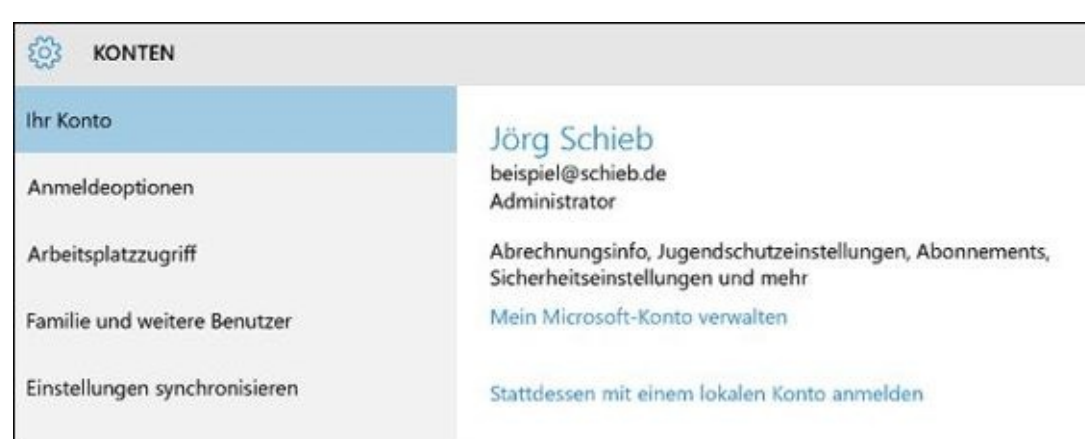 KONTEN
Ihr Konto
Anmeldeoptionen
Arbeitsplatzzugriff
Familie und weitere Benutzer
Einstellungen synchronisieren
Jörg Schieb
beispiel@schieb.de
Administrator
Abrechnungsinfo, Jugendschutzeinstellungen, Abonnements,
Sicherheitseinstellungen und mehr
Mein Microsoft-Konto verwalten
Stattdessen mit einem lokalen Konto anmelden